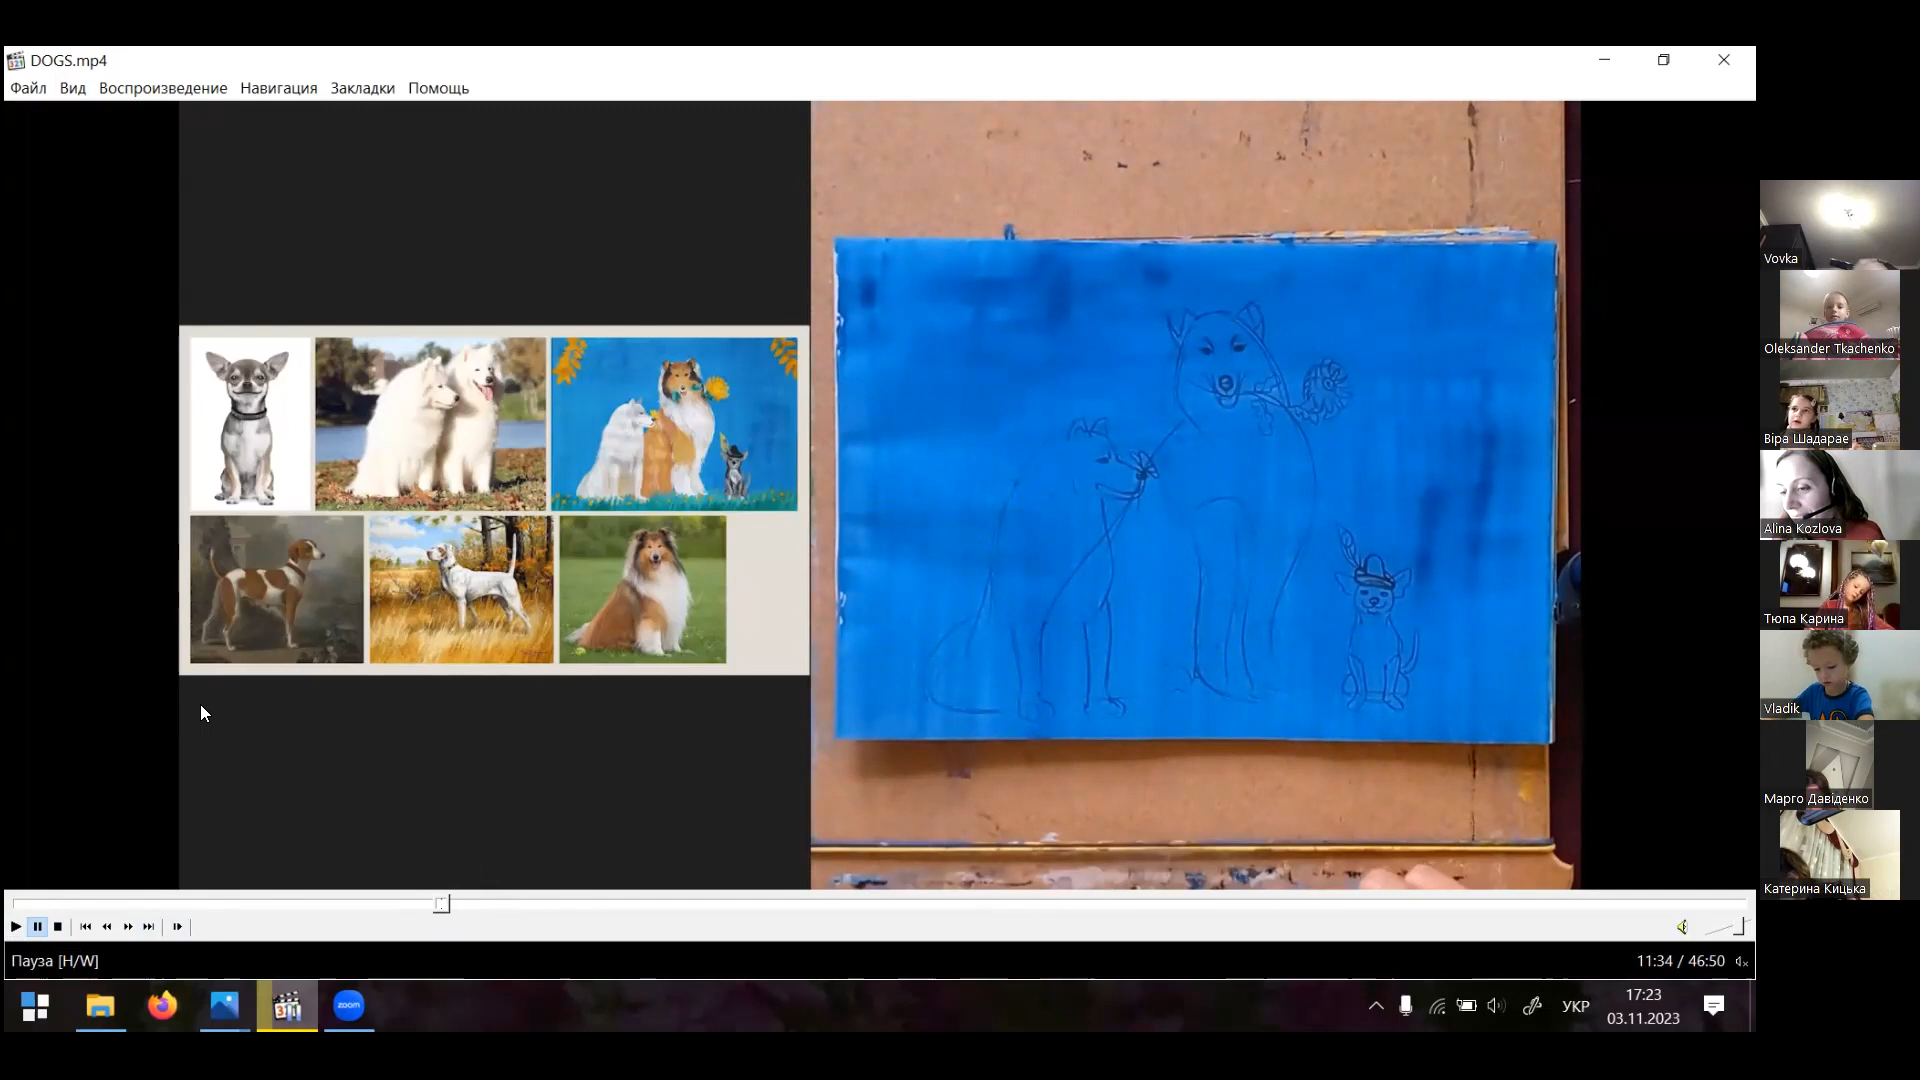 DOGS.mp4
Файл Вид Воспроизведение Навигация Закладки Помощь
Vovka
Oleksander Tkachenko
Віра Шадарае
Alina Kozlova
Тюпа Карина
Vladik
Марго Давіденко
Катерина Кицька
Пауза [H/W]
11:34 / 46:50
zoom
УКР
17:23
03.11.2023